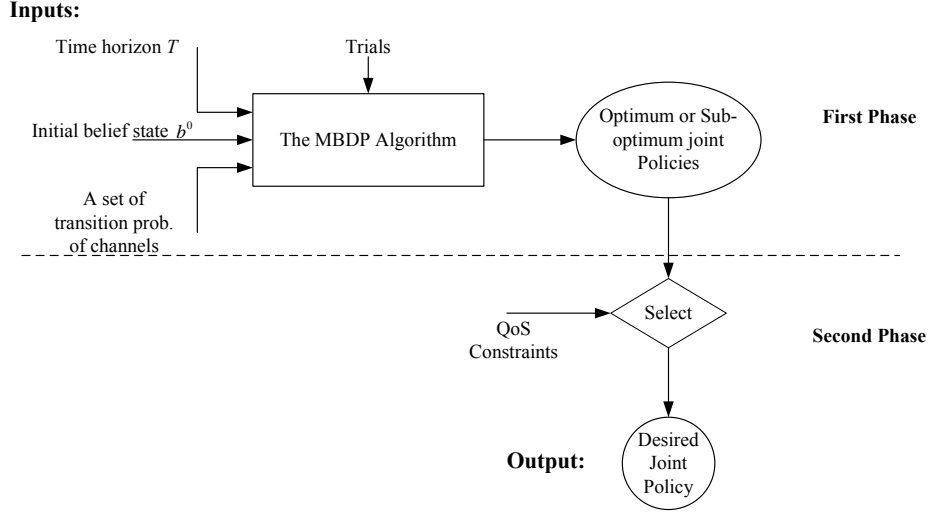 Inputs:
Time horizon T
Trials
Initial belief state b⁰
The MBDP Algorithm
Optimum or Sub-
optimum joint
Policies
First Phase
A set of
transition prob.
of channels
Select
QoS
Constraints
Second Phase
Output:
Desired
Joint
Policy